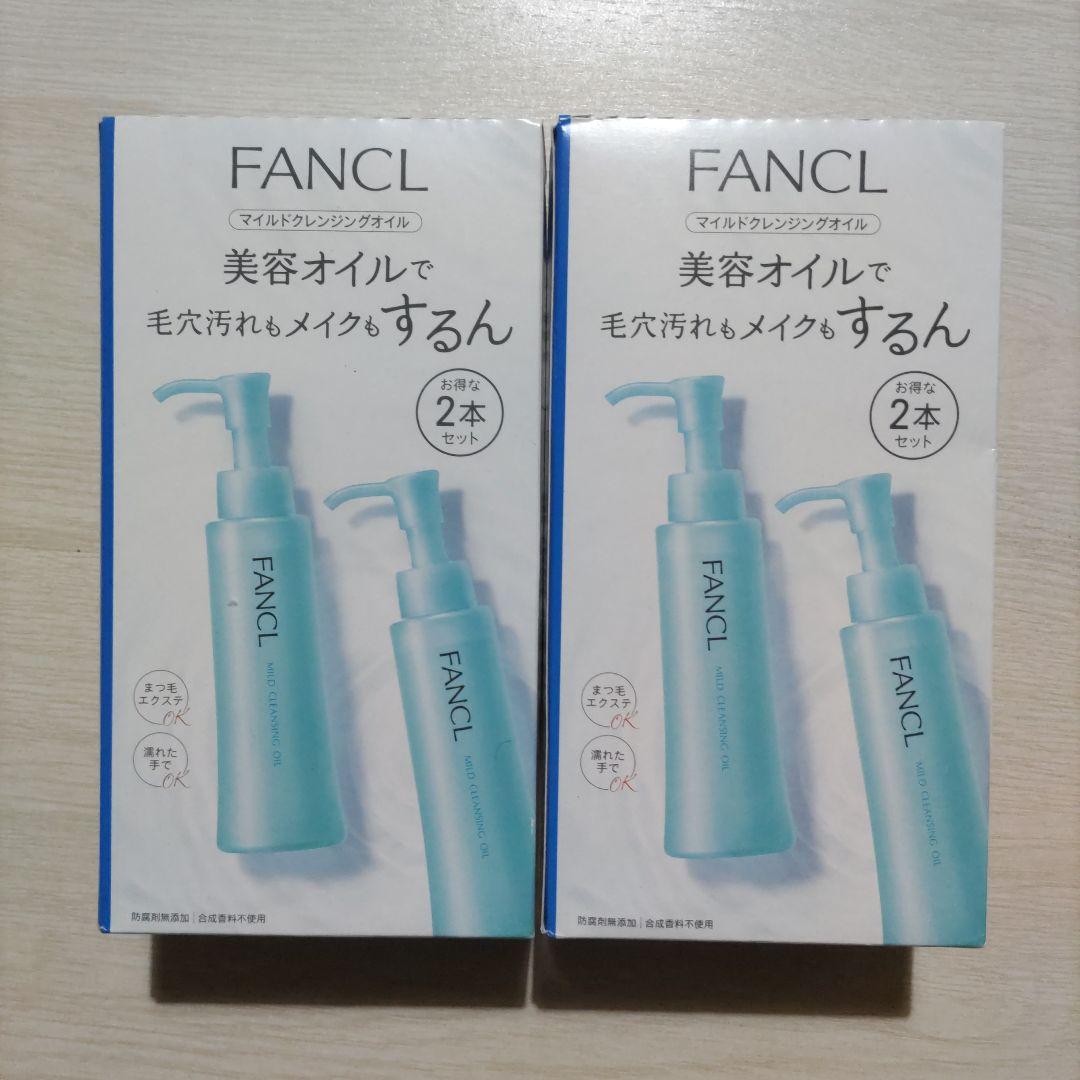 FANCL
マイルドクレンジングオイル
美容オイルで
毛穴汚れもメイクもするん
お得な
2本
セット
FANCL
MILD CLEANSING OIL
FANCL
MILD CLEANSING OIL
まつ毛
エクステ
OK
濡れた
手で
OK
防腐剤無添加|合成香料不使用
FANCL
マイルドクレンジングオイル
美容オイルで
毛穴汚れもメイクもするん
お得な
2本
セット
FANCL
MILD CLEANSING OIL
FANCL
MILD CLEANSING OIL
まつ毛
エクステ
OK
濡れた
手で
OK
防腐剤無添加|合成香料不使用